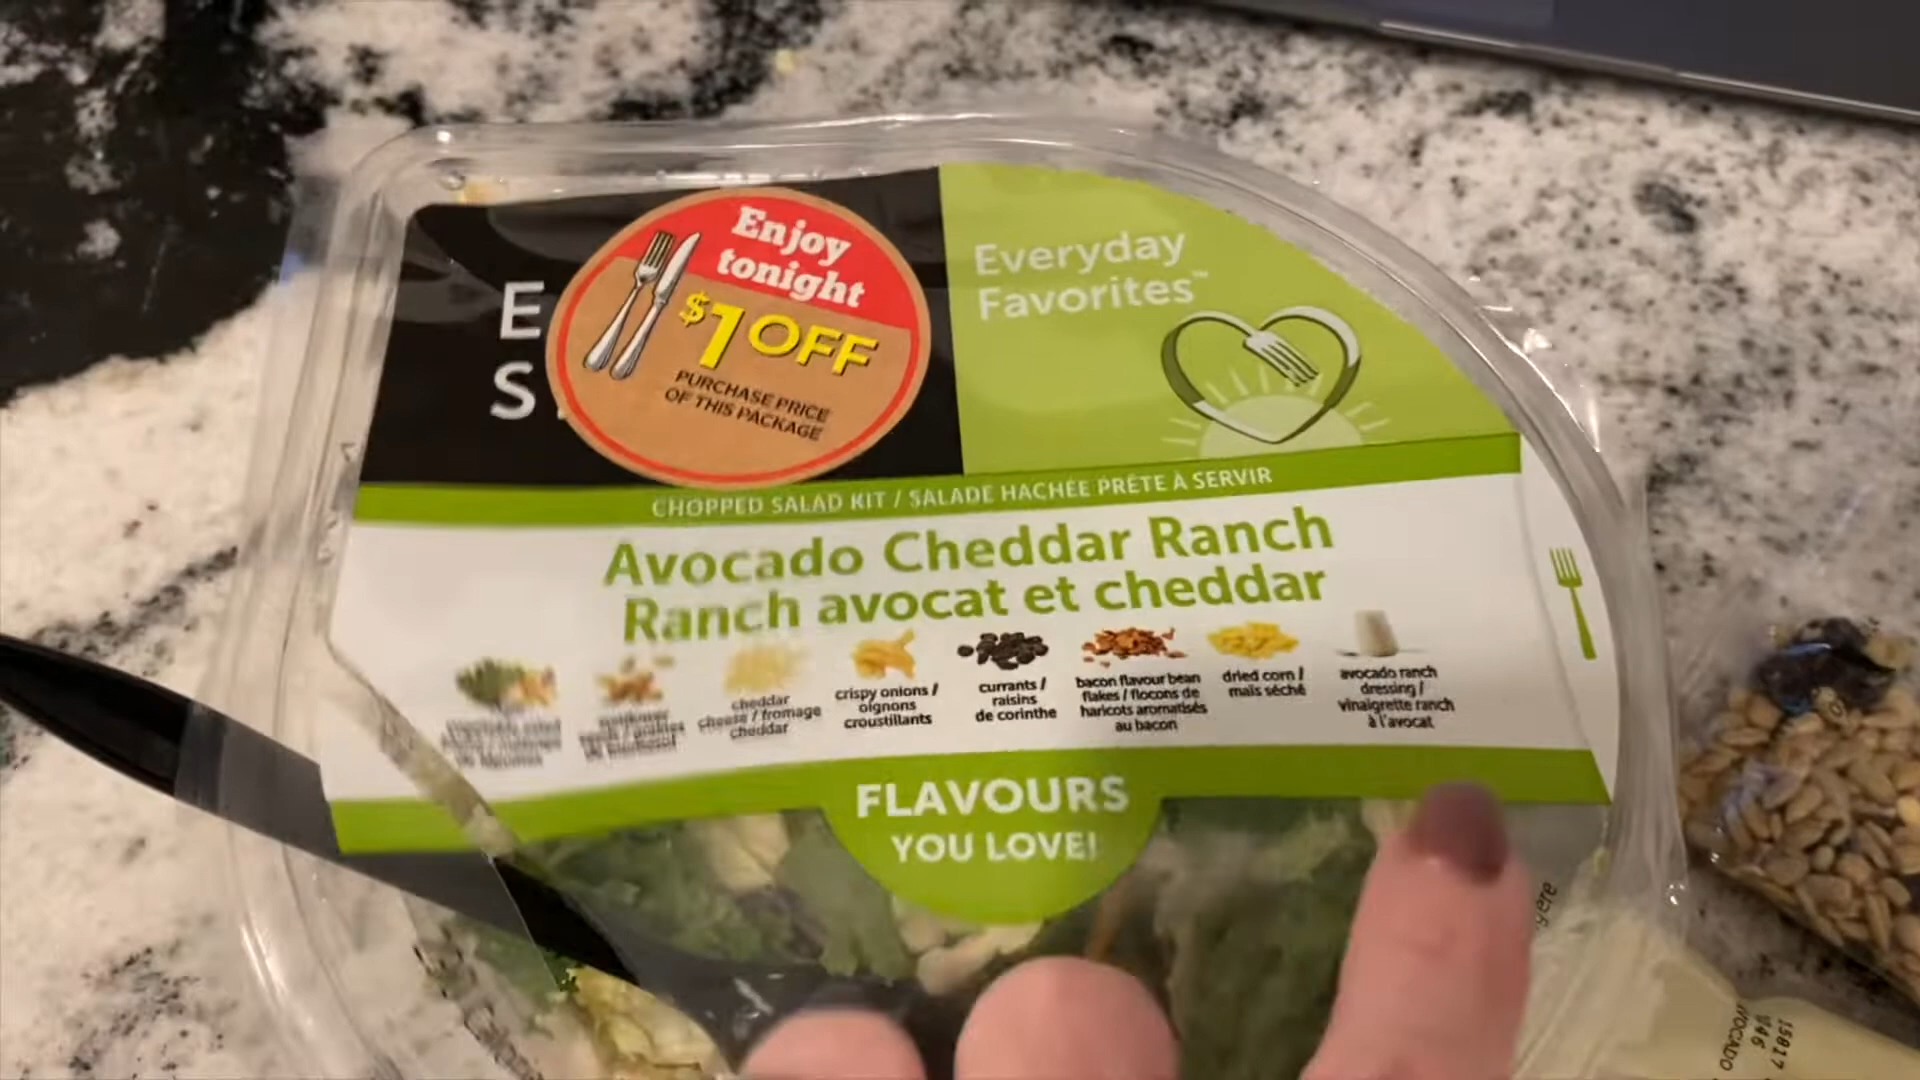 E
S
Enjoy
tonight
$1 OFF
PURCHASE PRICE
OF THIS PACKAGE
Everyday
Favorites™
CHOPPED SALAD KIT / SALADE HACHÉE PRÊTE À SERVIR
Avocado Cheddar Ranch
Ranch avocat et cheddar
cheddar
cheese / fromage
cheddar
crispy onions /
oignons
croustillants
currants /
raisins
de corinthe
bacon flavour bean
flakes / flocons de
haricots aromatisés
au bacon
dried corn /
maïs séché
avocado ranch
dressing /
vinaigrette ranch
à l'avocat
FLAVOURS
YOU LOVE!
15817